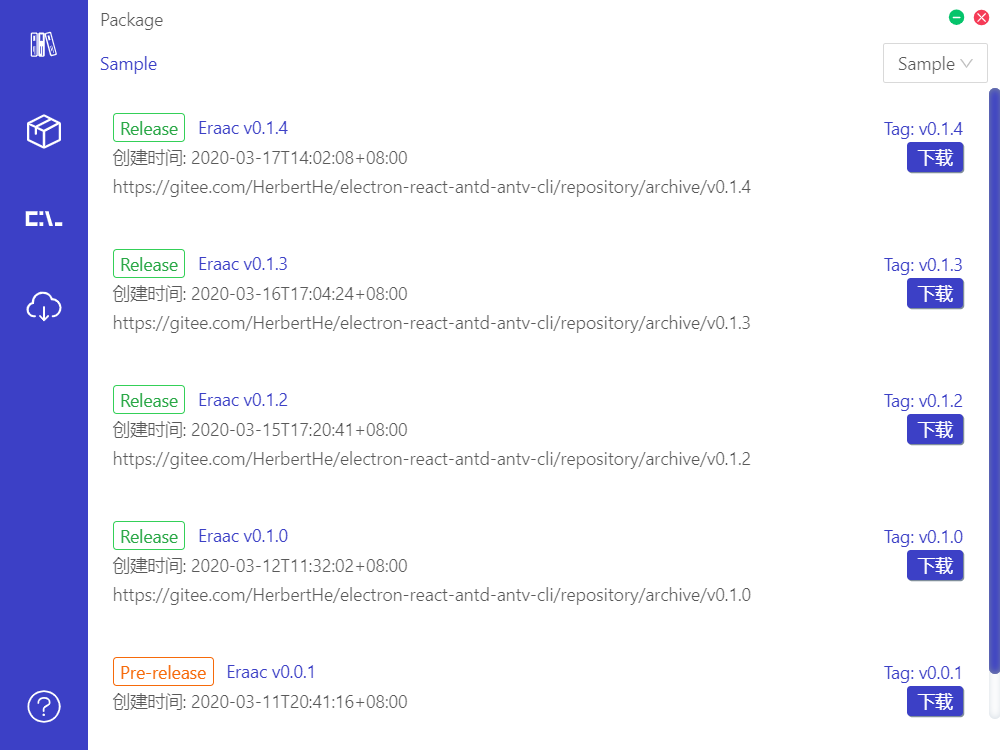 Package
Sample
Sample
Release Eraac v0.1.4 Tag: v0.1.4
创建时间: 2020-03-17T14:02:08+08:00 下载
https://gitee.com/HerbertHe/electron-react-antd-antv-cli/repository/archive/v0.1.4
Release Eraac v0.1.3 Tag: v0.1.3
创建时间: 2020-03-16T17:04:24+08:00 下载
https://gitee.com/HerbertHe/electron-react-antd-antv-cli/repository/archive/v0.1.3
Release Eraac v0.1.2 Tag: v0.1.2
创建时间: 2020-03-15T17:20:41+08:00 下载
https://gitee.com/HerbertHe/electron-react-antd-antv-cli/repository/archive/v0.1.2
Release Eraac v0.1.0 Tag: v0.1.0
创建时间: 2020-03-12T11:32:02+08:00 下载
https://gitee.com/HerbertHe/electron-react-antd-antv-cli/repository/archive/v0.1.0
Pre-release Eraac v0.0.1 Tag: v0.0.1
创建时间: 2020-03-11T20:41:16+08:00 下载
C:\_
?